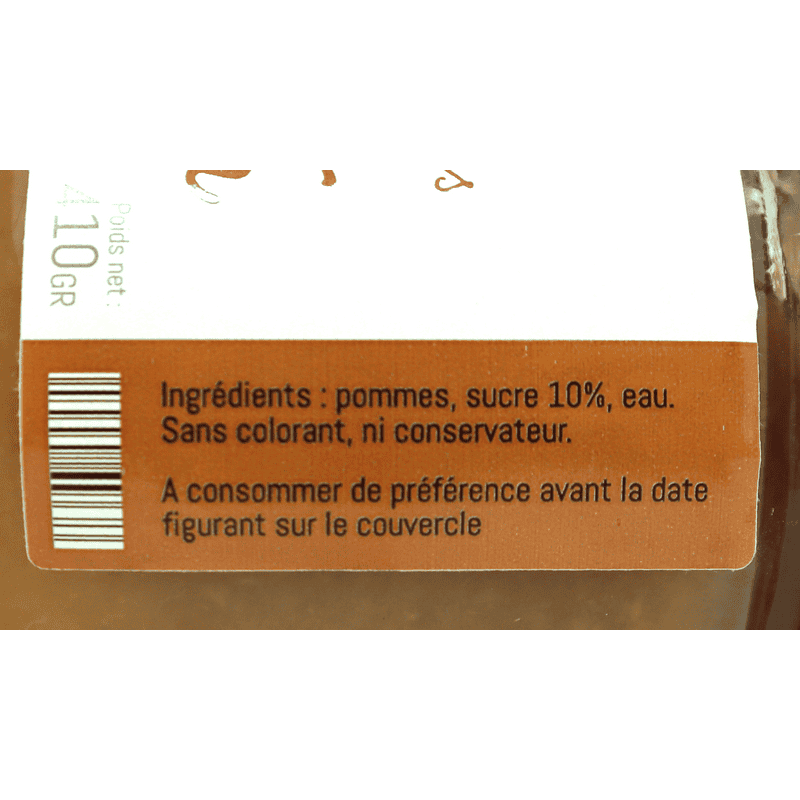 Poids net :
410GR
Ingrédients : pommes, sucre 10%, eau.
Sans colorant, ni conservateur.
A consommer de préférence avant la date
figurant sur le couvercle